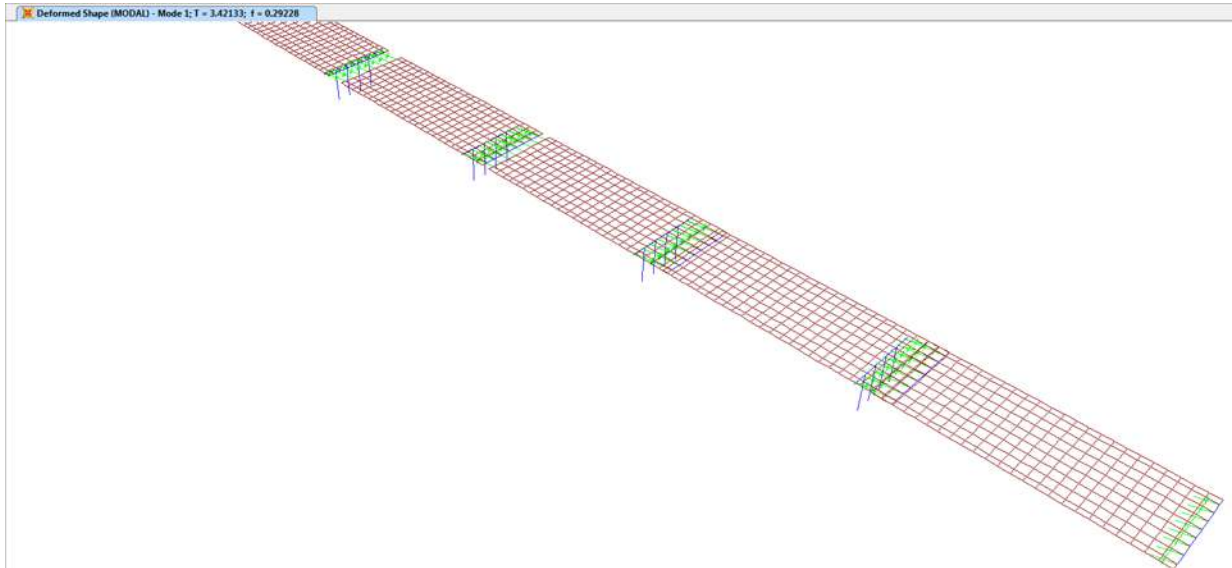 Deformed Shape (MODAL) - Mode 1; T = 3.42133; f = 0.29228